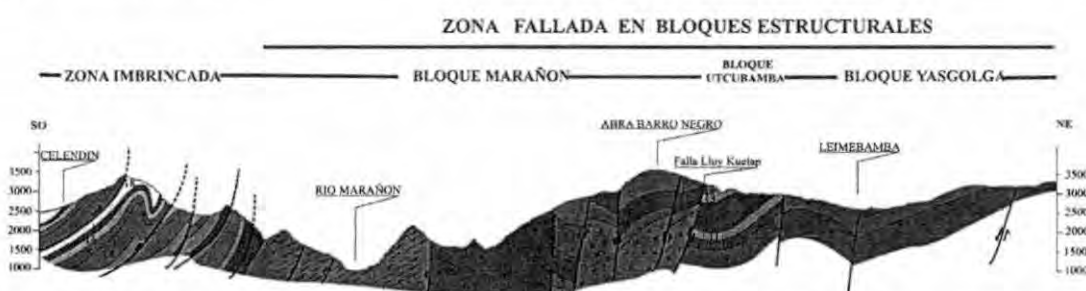 ZONA FALLADA EN BLOQUES ESTRUCTURALES
ZONA IMBRINCADA
BLOQUE MARAÑON
BLOQUE
UTCUBAMBA
BLOQUE YASGOLGA
SO
NE
ABRA BARRO NEGRO
CELENDIN
LEIMEBAMBA
Falla Lluy Kuelap
RIO MARAÑON
3500
3000
2500
2000
1500
1000
3500
3000
2500
2000
1500
1000